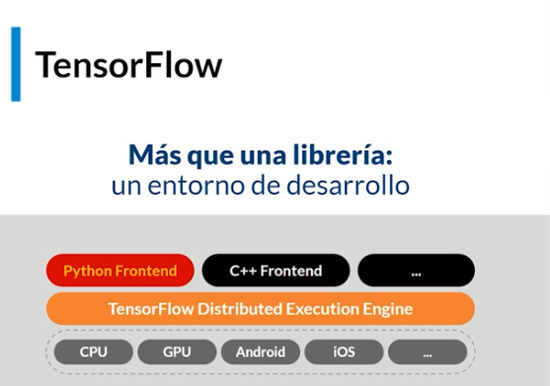 TensorFlow
Más que una librería:
un entorno de desarrollo
Python Frontend
C++ Frontend
...
TensorFlow Distributed Execution Engine
CPU
GPU
Android
iOS
...